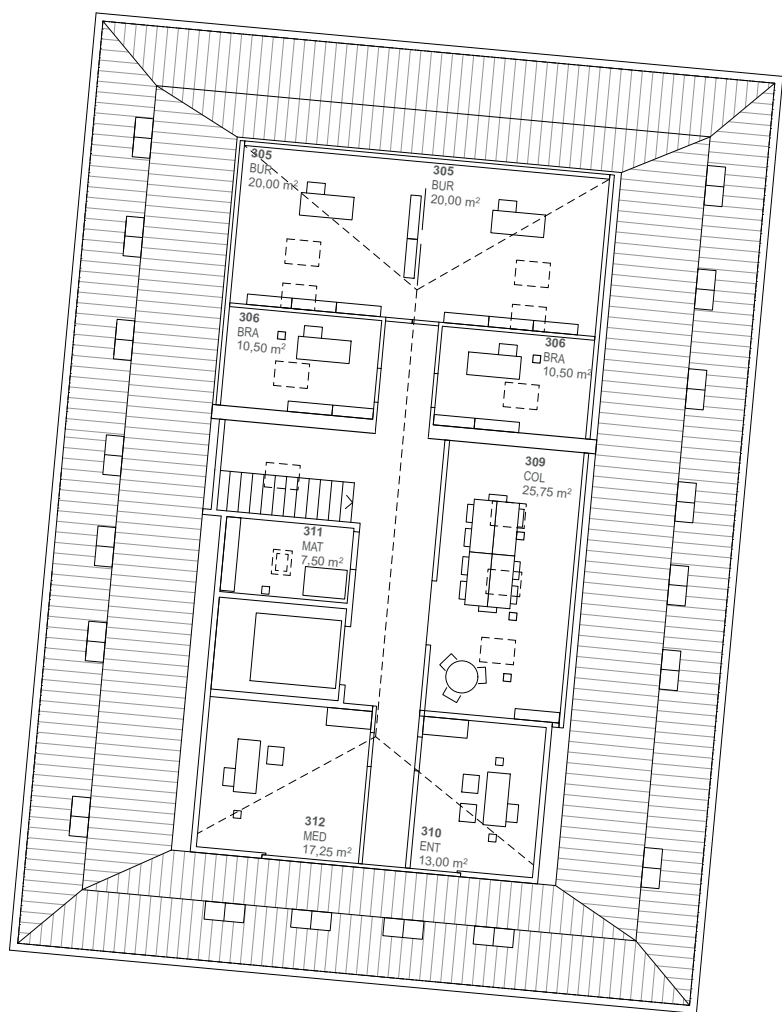 305
BUR
20,00 m²
305
BUR
20,00 m²
306
BRA
10,50 m²
306
BRA
10,50 m²
309
COL
25,75 m²
311
MAT
7,50 m²
312
MED
17,25 m²
310
ENT
13,00 m²